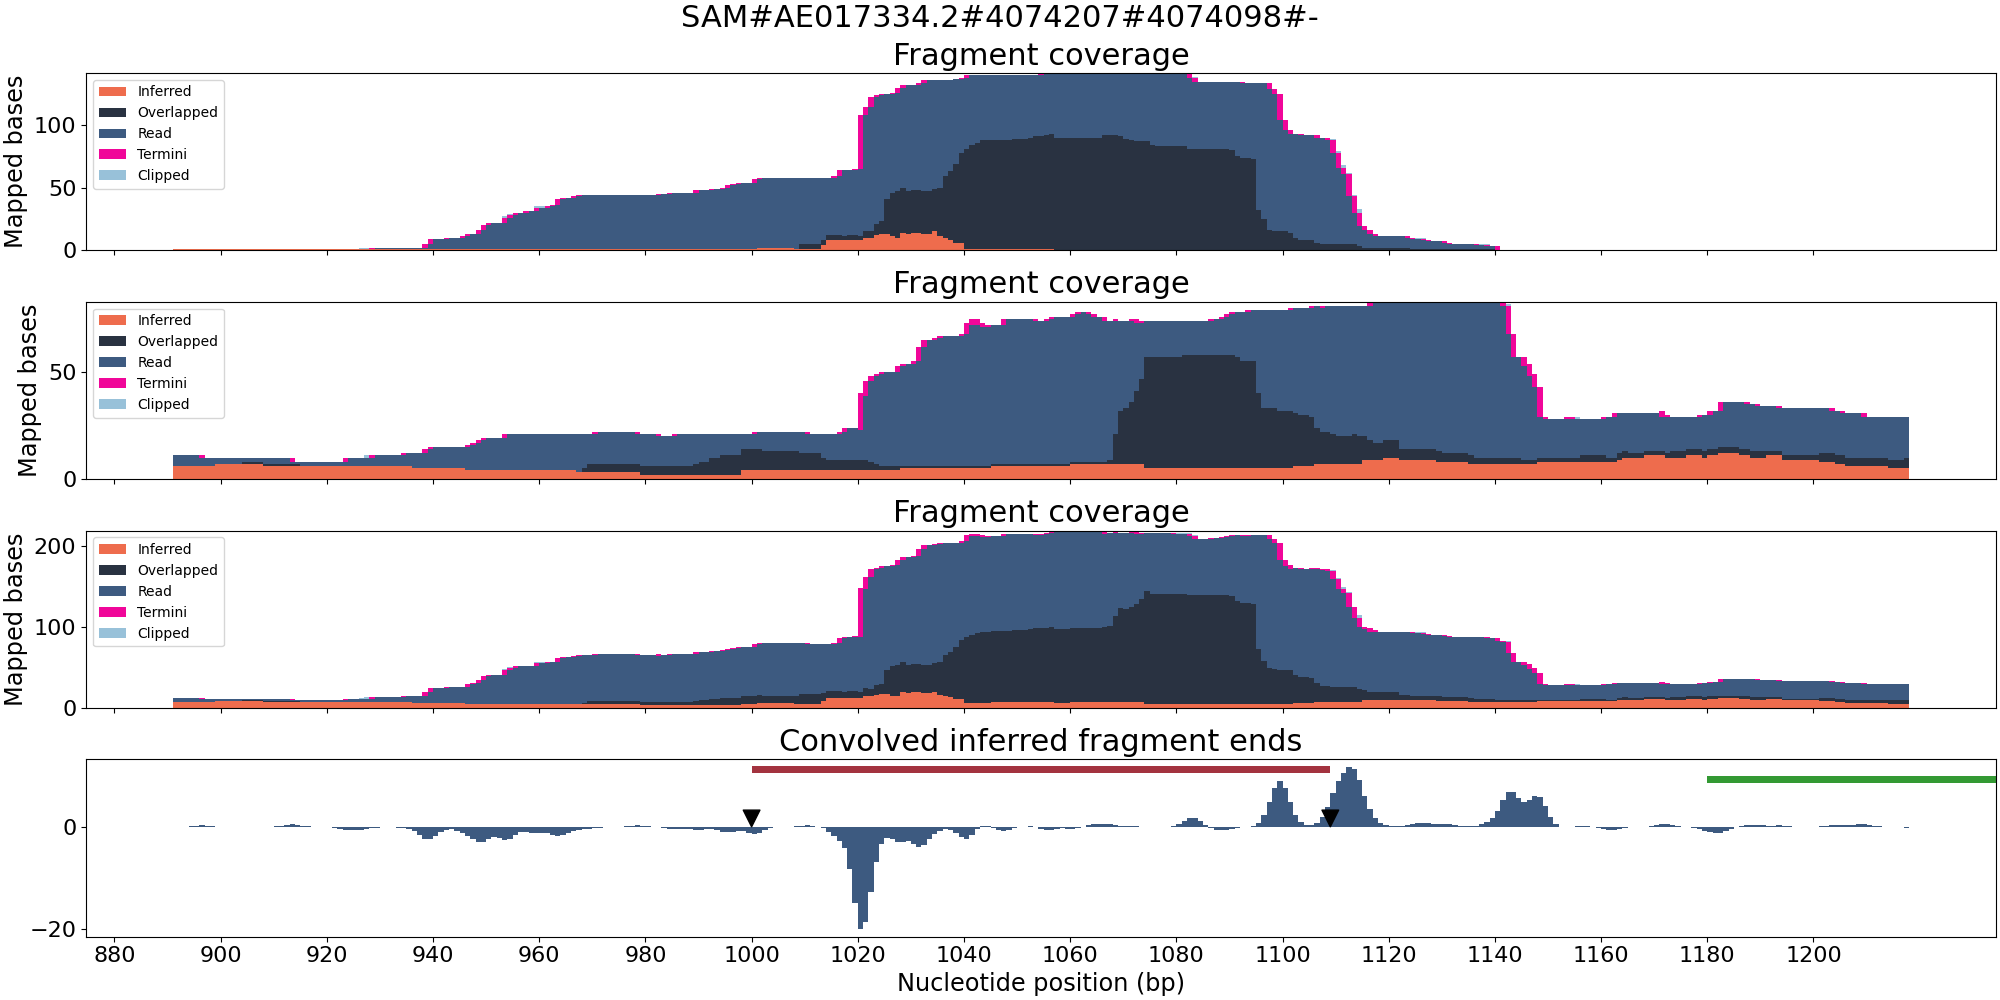 SAM#AE017334.2#4074207#4074098#-
Fragment coverage
Mapped bases
100
50
0
Inferred
Overlapped
Read
Termini
Clipped
Fragment coverage
Mapped bases
50
0
Inferred
Overlapped
Read
Termini
Clipped
Fragment coverage
Mapped bases
200
100
0
Inferred
Overlapped
Read
Termini
Clipped
Convolved inferred fragment ends
0
−20
880 900 920 940 960 980 1000 1020 1040 1060 1080 1100 1120 1140 1160 1180 1200
Nucleotide position (bp)